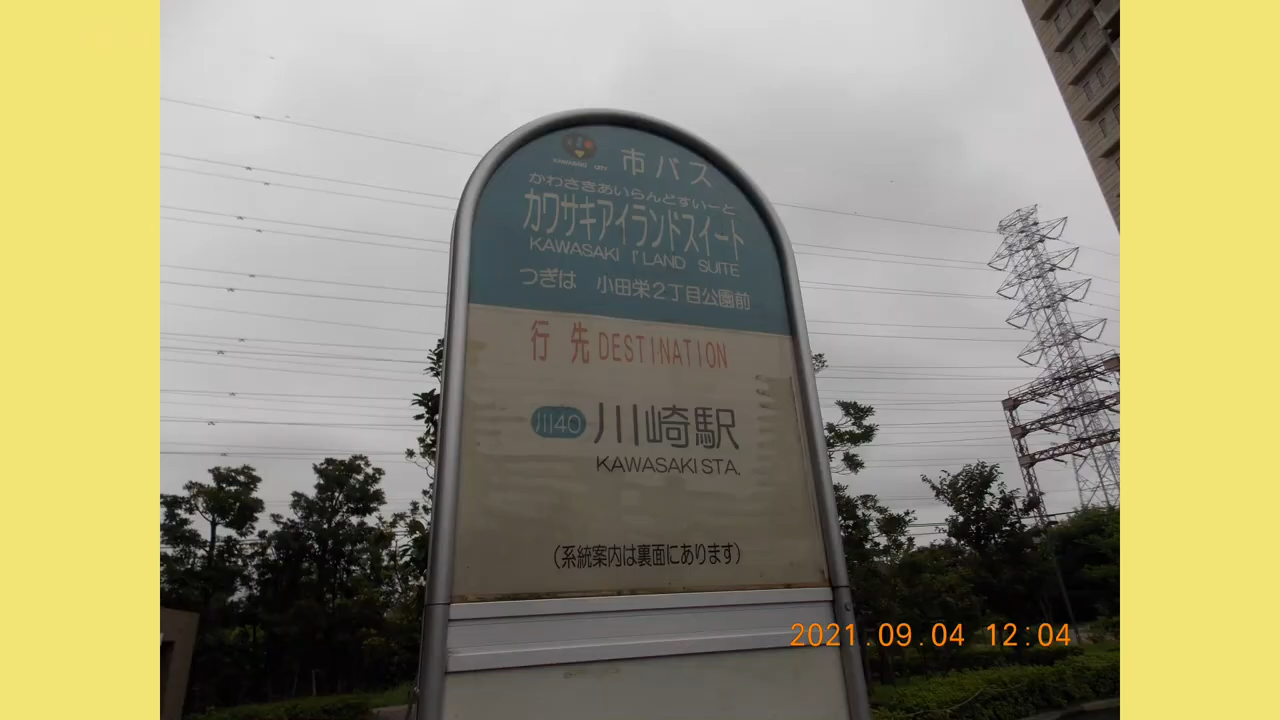 KAWASAKI CITY
市バス
かわさきあいらんどすいーと
カワサキアイランドスイート
KAWASAKI I'LAND SUITE
つぎは 小田栄2丁目公園前
行先 DESTINATION
川40 川崎駅
KAWASAKI STA.
(系統案内は裏面にあります)
2021.09.04 12:04